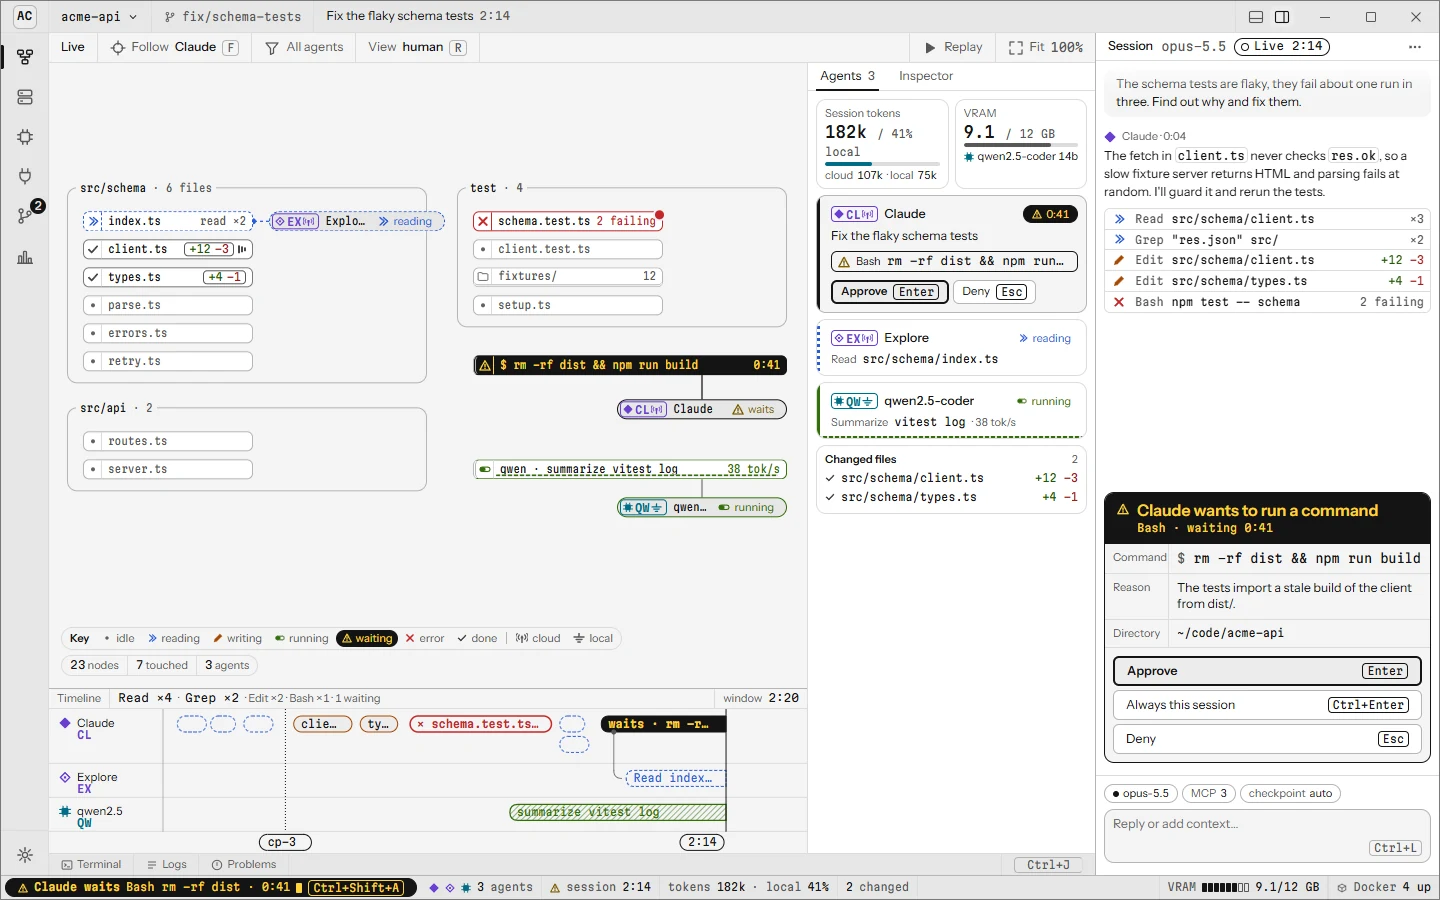 AC acme-api fix/schema-tests Fix the flaky schema tests 2:14
Live Follow Claude F All agents View human R Replay Fit 100%
Session opus-5.5 Live 2:14 ...
2
src/schema · 6 files
index.ts read ×2
EX Explo... reading
client.ts +12 −3
types.ts +4 −1
parse.ts
errors.ts
retry.ts
src/api · 2
routes.ts
server.ts
test · 4
schema.test.ts 2 failing
client.test.ts
fixtures/ 12
setup.ts
$ rm -rf dist && npm run build 0:41
CL Claude waits
qwen · summarize vitest log 38 tok/s
QW qwen... running
Key idle reading writing running waiting error done cloud local
23 nodes 7 touched 3 agents
Agents 3 Inspector
Session tokens
182k / 41%
local
cloud 107k · local 75k
VRAM
9.1 / 12 GB
qwen2.5-coder 14b
CL Claude 0:41
Fix the flaky schema tests
Bash rm -rf dist && npm run...
Approve Enter Deny Esc
EX Explore reading
Read src/schema/index.ts
QW qwen2.5-coder running
Summarize vitest log · 38 tok/s
Changed files 2
src/schema/client.ts +12 −3
src/schema/types.ts +4 −1
The schema tests are flaky, they fail about one run in
three. Find out why and fix them.
Claude · 0:04
The fetch in client.ts never checks res.ok, so a
slow fixture server returns HTML and parsing fails at
random. I'll guard it and rerun the tests.
Read src/schema/client.ts ×3
Grep "res.json" src/ ×2
Edit src/schema/client.ts +12 −3
Edit src/schema/types.ts +4 −1
Bash npm test -- schema 2 failing
Claude wants to run a command
Bash · waiting 0:41
Command $ rm -rf dist && npm run build
Reason The tests import a stale build of the client
from dist/.
Directory ~/code/acme-api
Approve Enter
Always this session Ctrl+Enter
Deny Esc
opus-5.5 MCP 3 checkpoint auto
Reply or add context...
Ctrl+L
Timeline Read ×4 · Grep ×2 · Edit ×2 · Bash ×1 · 1 waiting window 2:20
Claude
CL
clie... ty... × schema.test.ts... waits · rm -r...
Explore
EX
Read index...
qwen2.5
QW
summarize vitest log
cp-3 2:14
Terminal Logs Problems Ctrl+J
Claude waits Bash rm -rf dist · 0:41 Ctrl+Shift+A 3 agents session 2:14 tokens 182k · local 41% 2 changed VRAM 9.1/12 GB Docker 4 up